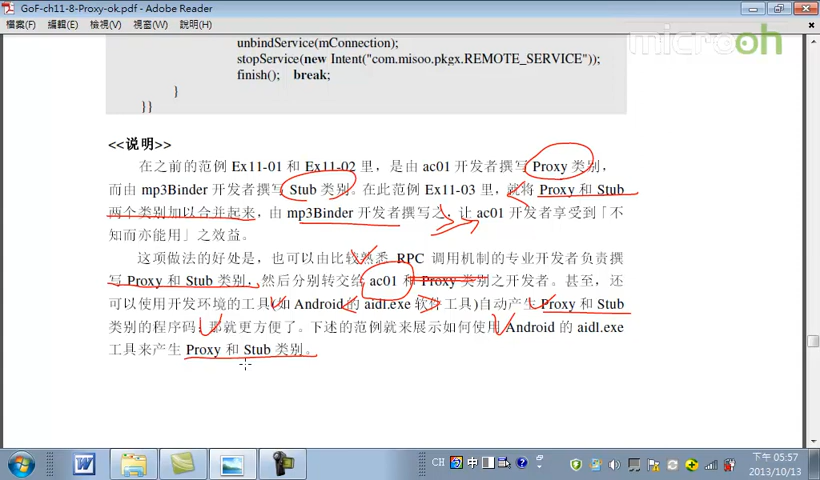 GoF-ch11-8-Proxy-ok.pdf - Adobe Reader
檔案(F) 編輯(E) 檢視(V) 視窗(W) 說明(H)
microoh
unbindService(mConnection);
stopService(new Intent("com.misoo.pkgx.REMOTE_SERVICE"));
finish(); break;
}
}}
<<说明>>
在之前的范例 Ex11-01 和 Ex11-02 里，是由 ac01 开发者撰写 Proxy 类别，
而由 mp3Binder 开发者撰写 Stub 类别。在此范例 Ex11-03 里，就将 Proxy 和 Stub
两个类别加以合并起来，由 mp3Binder 开发者撰写之，让 ac01 开发者享受到「不
知而亦能用」之效益。
这项做法的好处是，也可以由比较熟悉 RPC 调用机制的专业开发者负责撰
写 Proxy 和 Stub 类别，然后分别转交给 ac01 和 Proxy 类别之开发者。甚至，还
可以使用开发环境的工具(如 Android 的 aidl.exe 软件工具)自动产生 Proxy 和 Stub
类别的程序码，那就更方便了。下述的范例就来展示如何使用 Android 的 aidl.exe
工具来产生 Proxy 和 Stub 类别。
CH 中
下午 05:57
2013/10/13